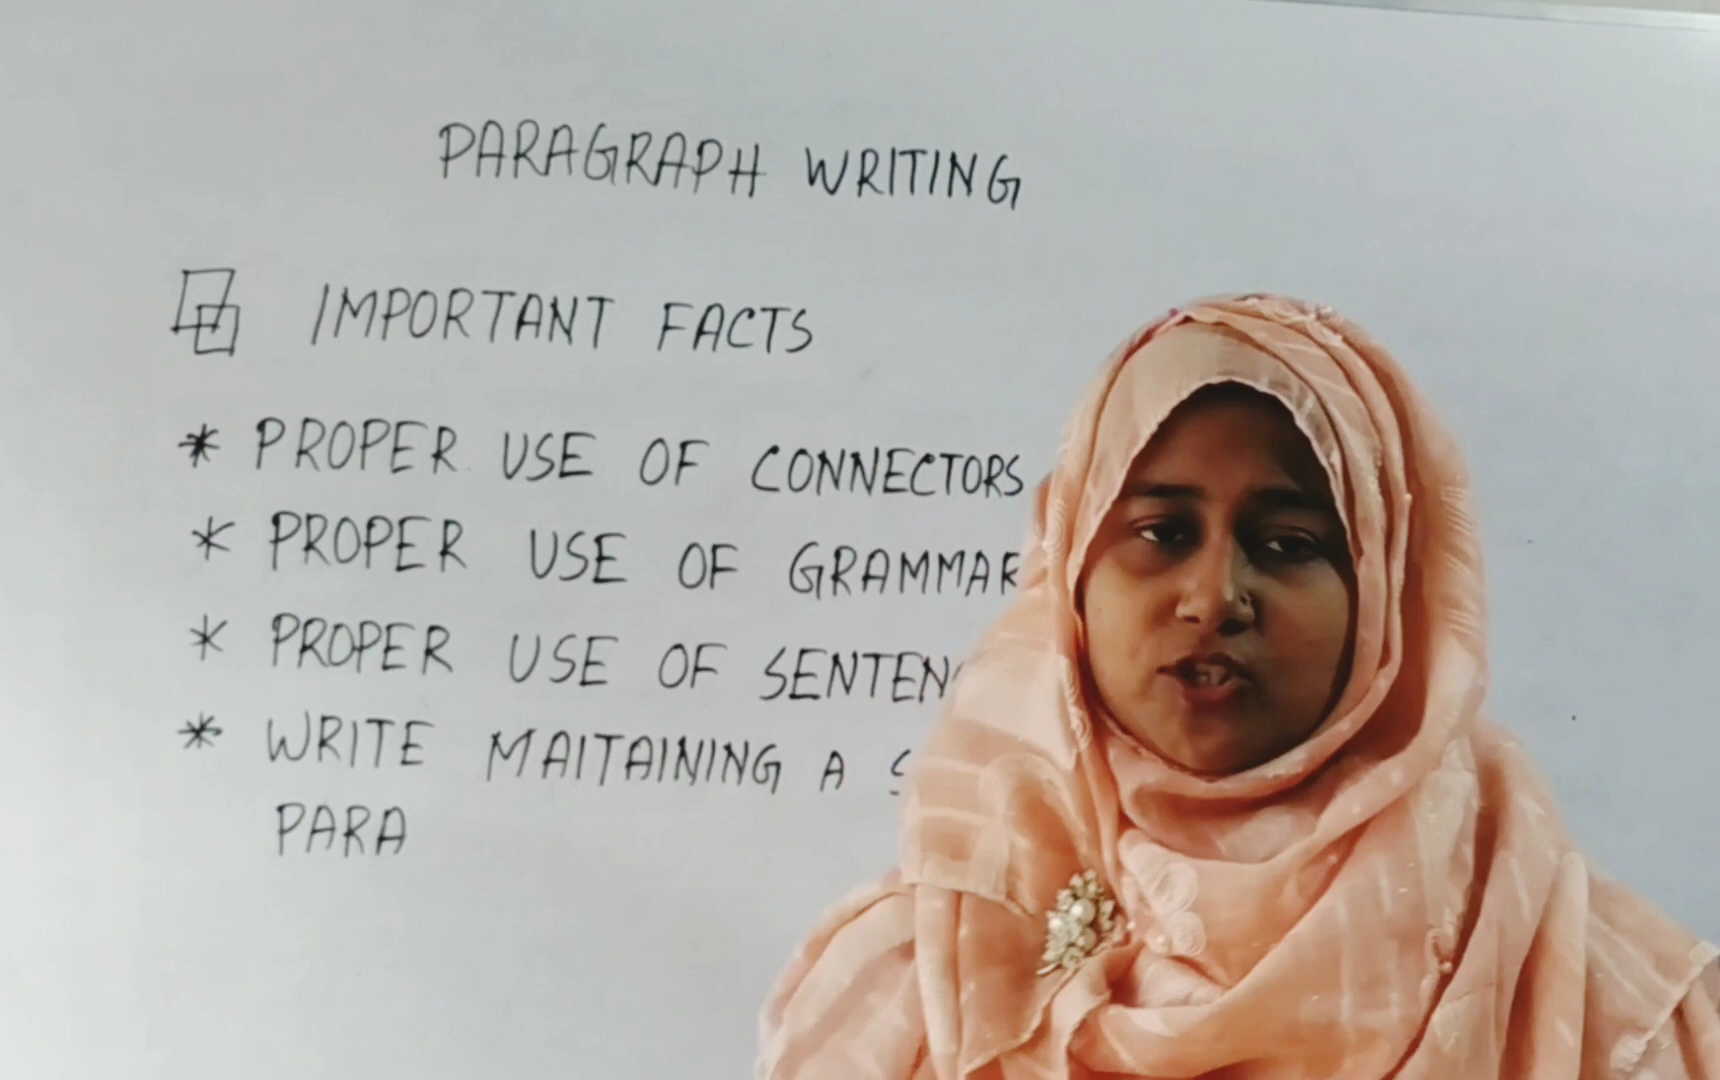 PARAGRAPH WRITING
IMPORTANT FACTS
* PROPER USE OF CONNECTORS
* PROPER USE OF GRAMMAR
* PROPER USE OF
* WRITE MAITAINING A
PARA